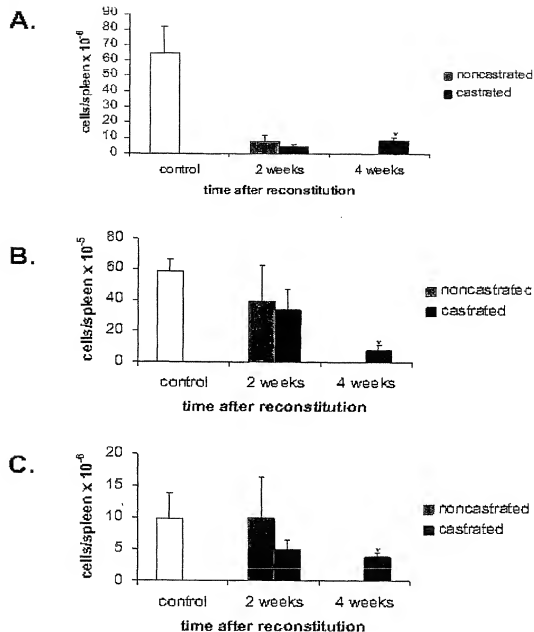 A.
cells/spleen x 10-6
90
80
70
60
50
40
30
20
10
0
control
2 weeks
4 weeks
*
time after reconstitution
noncastrated
castrated
B.
cells/spleen x 10-5
80
60
40
20
0
control
2 weeks
4 weeks
*
time after reconstitution
noncastrated
castrated
C.
cells/spleen x 10-6
20
15
10
5
0
control
2 weeks
4 weeks
*
time after reconstitution
noncastrated
castrated